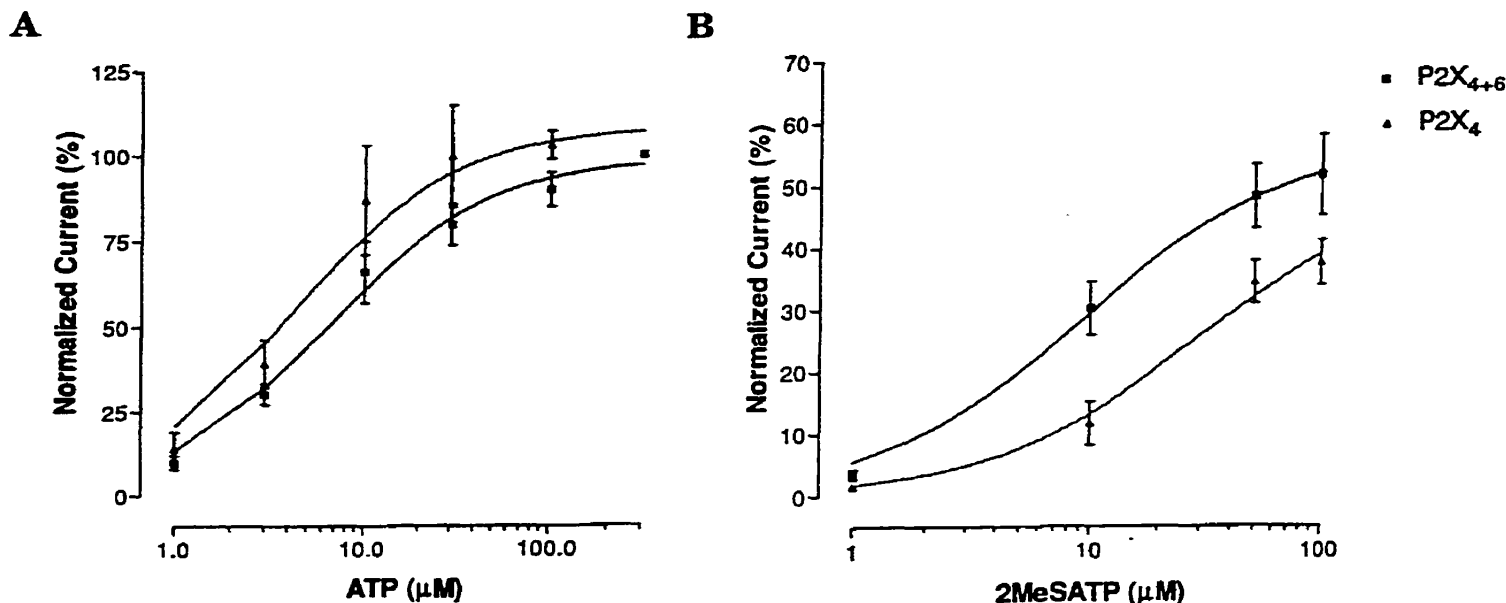 A
B
Normalized Current (%)
125
100
75
50
25
0
1.0
10.0
100.0
ATP (μM)
Normalized Current (%)
70
60
50
40
30
20
10
0
1
10
100
2MeSATP (μM)
P2X4+6
P2X4